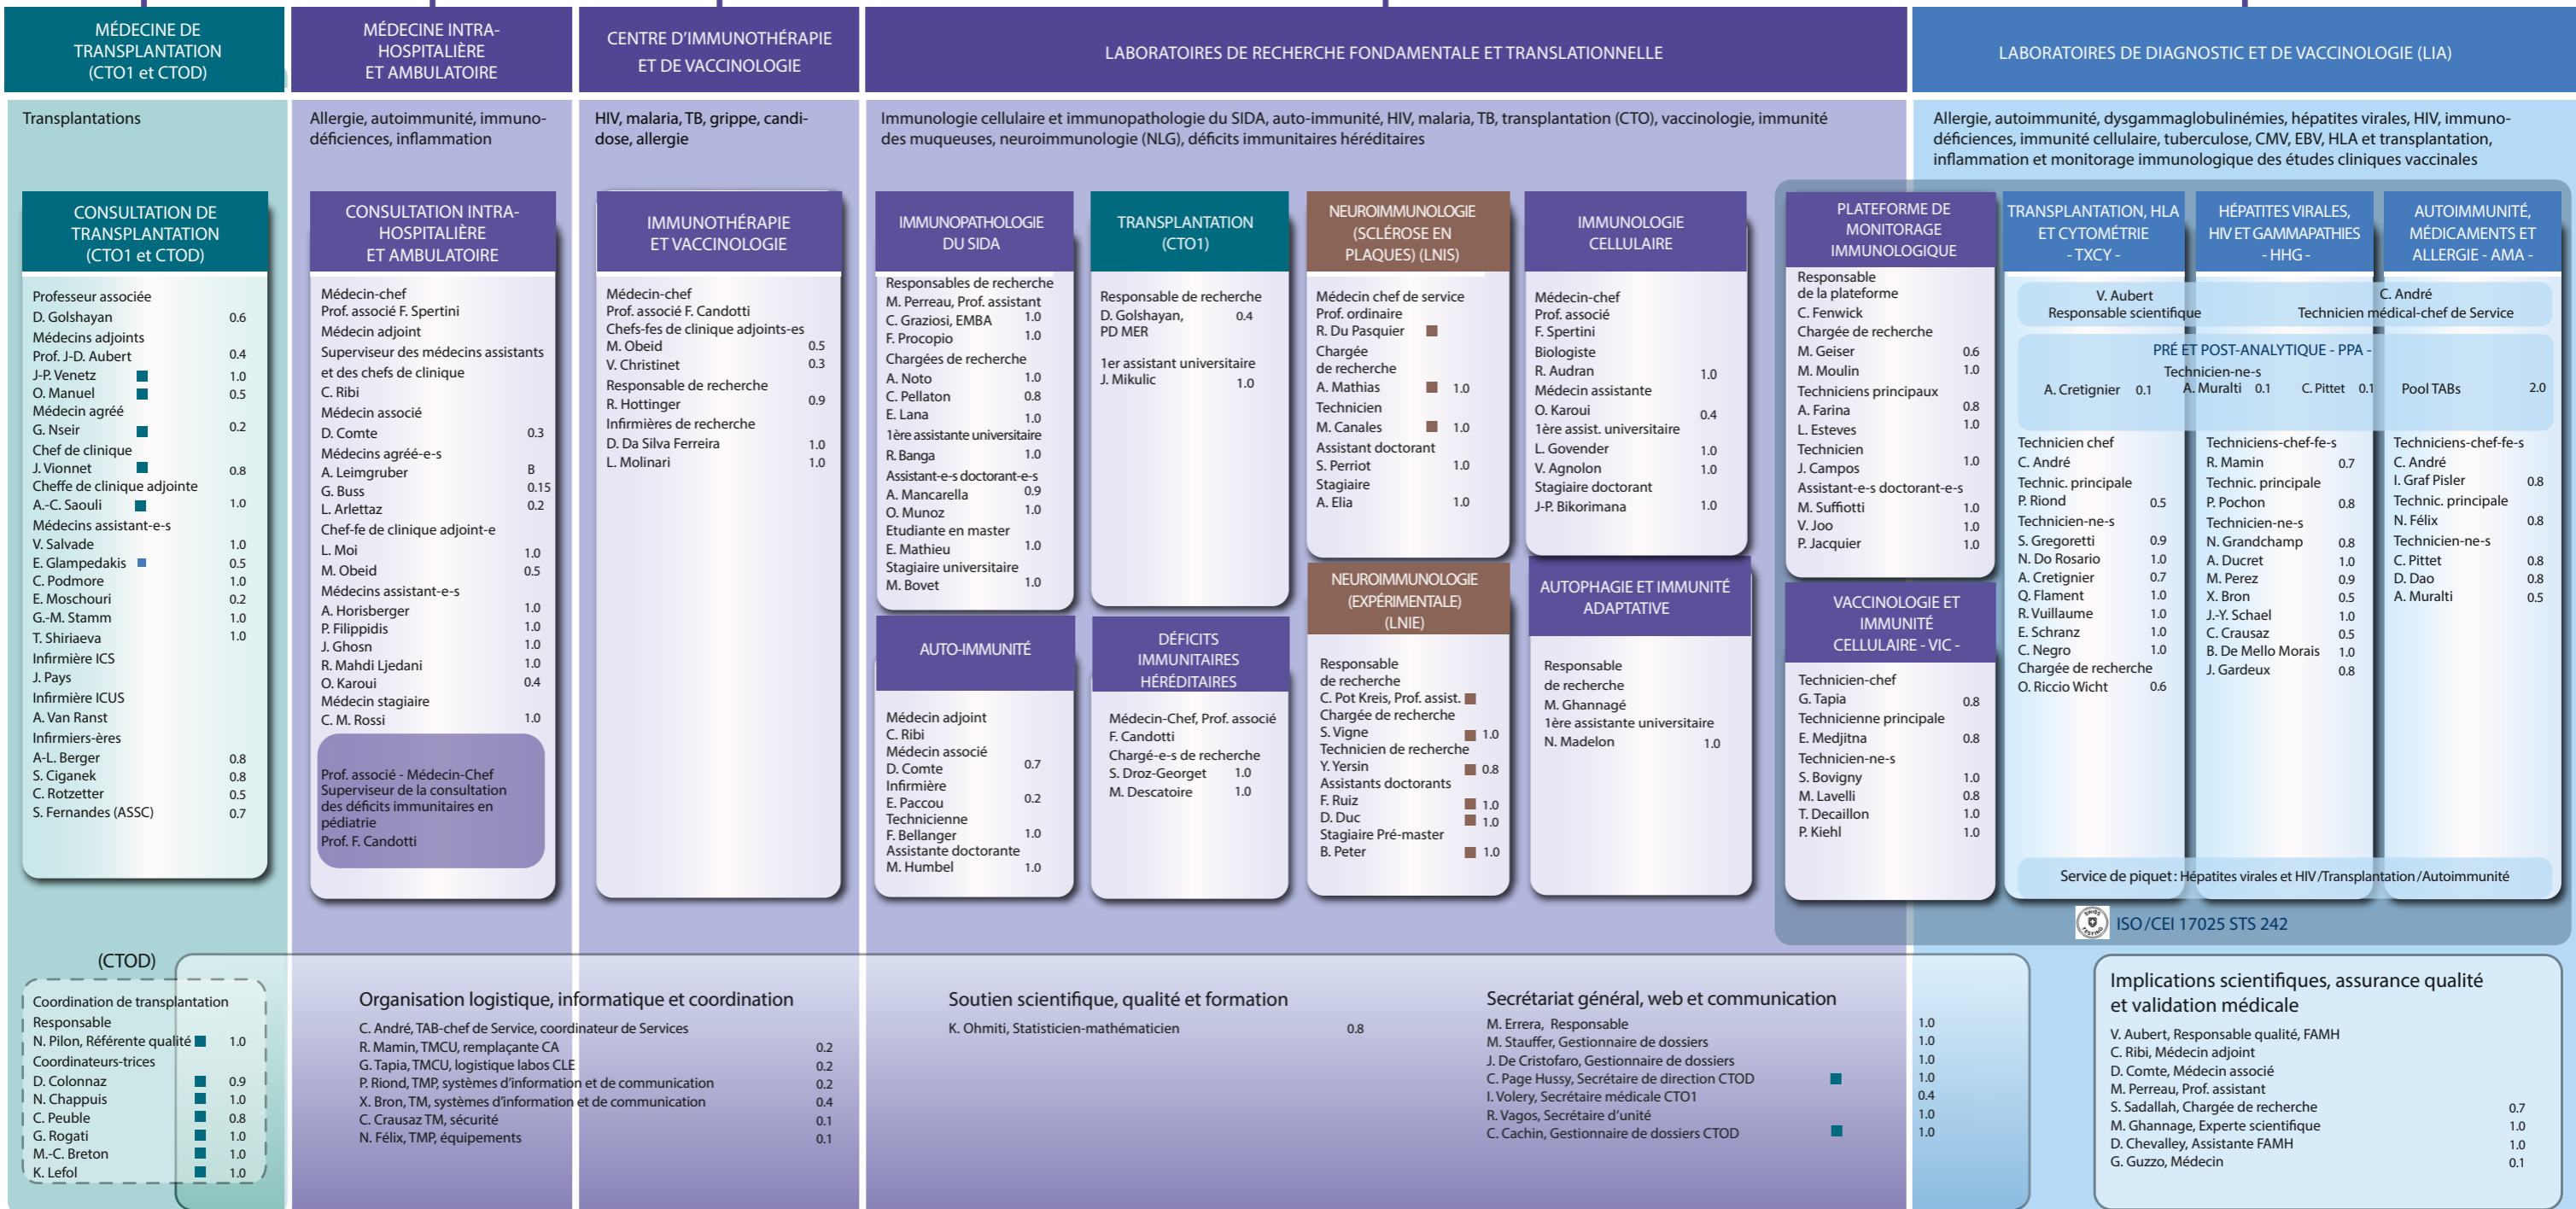 MÉDECINE DE
TRANSPLANTATION
(CTO1 et CTOD)
Transplantations
CONSULTATION DE
TRANSPLANTATION
(CTO1 et CTOD)
Professeur associée
D. Golshayan 0.6
Médecins adjoints
Prof. J-D. Aubert 0.4
J-P. Venetz 1.0
O. Manuel 0.5
Médecin agréé
G. Nseir 0.2
Chef de clinique
J. Vionnet 0.8
Cheffe de clinique adjointe
A.-C. Saouli 1.0
Médecins assistant-e-s
V. Salvade 1.0
E. Glampedakis 0.5
C. Podmore 1.0
E. Moschouri 0.2
G.-M. Stamm 1.0
T. Shiriaeva 1.0
Infirmière ICS
J. Pays
Infirmière ICUS
A. Van Ranst
Infirmiers-ères
A-L. Berger 0.8
S. Ciganek 0.8
C. Rotzetter 0.5
S. Fernandes (ASSC) 0.7
(CTOD)
Coordination de transplantation
Responsable
N. Pilon, Référente qualité 1.0
Coordinateurs-trices
D. Colonnaz 0.9
N. Chappuis 1.0
C. Peuble 0.8
G. Rogati 1.0
M.-C. Breton 1.0
K. Lefol 1.0
MÉDECINE INTRA-
HOSPITALIÈRE
ET AMBULATOIRE
Allergie, autoimmunité, immuno-
déficiences, inflammation
CONSULTATION INTRA-
HOSPITALIÈRE
ET AMBULATOIRE
Médecin-chef
Prof. associé F. Spertini
Médecin adjoint
Superviseur des médecins assistants
et des chefs de clinique
C. Ribi
Médecin associé
D. Comte 0.3
Médecins agréé-e-s
A. Leimgruber B
G. Buss 0.15
L. Arlettaz 0.2
Chef-fe de clinique adjoint-e
L. Moi 1.0
M. Obeid 0.5
Médecins assistant-e-s
A. Horisberger 1.0
P. Filippidis 1.0
J. Ghosn 1.0
R. Mahdi Ljedani 1.0
O. Karoui 0.4
Médecin stagiaire
C. M. Rossi 1.0
Prof. associé - Médecin-Chef
Superviseur de la consultation
des déficits immunitaires en
pédiatrie
Prof. F. Candotti
CENTRE D'IMMUNOTHÉRAPIE
ET DE VACCINOLOGIE
HIV, malaria, TB, grippe, candi-
dose, allergie
IMMUNOTHÉRAPIE
ET VACCINOLOGIE
Médecin-chef
Prof. associé F. Candotti
Chefs-fes de clinique adjoints-es
M. Obeid 0.5
V. Christinet 0.3
Responsable de recherche
R. Hottinger 0.9
Infirmières de recherche
D. Da Silva Ferreira 1.0
L. Molinari 1.0
LABORATOIRES DE RECHERCHE FONDAMENTALE ET TRANSLATIONNELLE
Immunologie cellulaire et immunopathologie du SIDA, auto-immunité, HIV, malaria, TB, transplantation (CTO), vaccinologie, immunité
des muqueuses, neuroimmunologie (NLG), déficits immunitaires héréditaires
IMMUNOPATHOLOGIE
DU SIDA
Responsables de recherche
M. Perreau, Prof. assistant
C. Graziosi, EMBA 1.0
F. Procopio 1.0
Chargées de recherche
A. Noto 1.0
C. Pellaton 0.8
E. Lana 1.0
1ère assistante universitaire
R. Banga 1.0
Assistant-e-s doctorant-e-s
A. Mancarella 0.9
O. Munoz 1.0
Etudiante en master
E. Mathieu 1.0
Stagiaire universitaire
M. Bovet 1.0
AUTO-IMMUNITÉ
Médecin adjoint
C. Ribi
Médecin associé
D. Comte 0.7
Infirmière
E. Paccou 0.2
Technicienne
F. Bellanger 1.0
Assistante doctorante
M. Humbel 1.0
TRANSPLANTATION
(CTO1)
Responsable de recherche
D. Golshayan, 0.4
PD MER
1er assistant universitaire
J. Mikulic 1.0
DÉFICITS
IMMUNITAIRES
HÉRÉDITAIRES
Médecin-Chef, Prof. associé
F. Candotti
Chargé-e-s de recherche
S. Droz-Georget 1.0
M. Descatoire 1.0
NEUROIMMUNOLOGIE
(SCLÉROSE EN
PLAQUES) (LNIS)
Médecin chef de service
Prof. ordinaire
R. Du Pasquier
Chargée
de recherche
A. Mathias 1.0
Technicien
M. Canales 1.0
Assistant doctorant
S. Perriot 1.0
Stagiaire
A. Elia 1.0
NEUROIMMUNOLOGIE
(EXPÉRIMENTALE)
(LNIE)
Responsable
de recherche
C. Pot Kreis, Prof. assist.
Chargée de recherche
S. Vigne 1.0
Technicien de recherche
Y. Yersin 0.8
Assistants doctorants
F. Ruiz 1.0
D. Duc 1.0
Stagiaire Pré-master
B. Peter 1.0
IMMUNOLOGIE
CELLULAIRE
Médecin-chef
Prof. associé
F. Spertini
Biologiste
R. Audran 1.0
Médecin assistante
O. Karoui 0.4
1ère assist. universitaire
L. Govender 1.0
V. Agnolon 1.0
Stagiaire doctorant
J-P. Bikorimana 1.0
AUTOPHAGIE ET IMMUNITÉ
ADAPTATIVE
Responsable
de recherche
M. Ghannagé
1ère assistante universitaire
N. Madelon 1.0
PLATEFORME DE
MONITORAGE
IMMUNOLOGIQUE
Responsable
de la plateforme
C. Fenwick
Chargée de recherche
M. Geiser 0.6
M. Moulin 1.0
Techniciens principaux
A. Farina 0.8
L. Esteves 1.0
Technicien
J. Campos 1.0
Assistant-e-s doctorant-e-s
M. Suffiotti 1.0
V. Joo 1.0
P. Jacquier 1.0
VACCINOLOGIE ET
IMMUNITÉ
CELLULAIRE - VIC -
Technicien-chef
G. Tapia 0.8
Technicienne principale
E. Medjitna 0.8
Technicien-ne-s
S. Bovigny 1.0
M. Lavelli 0.8
T. Decaillon 1.0
P. Kiehl 1.0
LABORATOIRES DE DIAGNOSTIC ET DE VACCINOLOGIE (LIA)
Allergie, autoimmunité, dysgammaglobulinémies, hépatites virales, HIV, immuno-
déficiences, immunité cellulaire, tuberculose, CMV, EBV, HLA et transplantation,
inflammation et monitorage immunologique des études cliniques vaccinales
TRANSPLANTATION, HLA
ET CYTOMÉTRIE
- TXCY -
HÉPATITES VIRALES,
HIV ET GAMMAPATHIES
- HHG -
AUTOIMMUNITÉ,
MÉDICAMENTS ET
ALLERGIE - AMA -
V. Aubert
Responsable scientifique
C. André
Technicien médical-chef de Service
PRÉ ET POST-ANALYTIQUE - PPA -
Technicien-ne-s
A. Cretignier 0.1 A. Muralti 0.1 C. Pittet 0.1 Pool TABs 2.0
Technicien chef
C. André
Technic. principale
P. Riond 0.5
Technicien-ne-s
S. Gregoretti 0.9
N. Do Rosario 1.0
A. Cretignier 0.7
Q. Flament 1.0
R. Vuillaume 1.0
E. Schranz 1.0
C. Negro 1.0
Chargée de recherche
O. Riccio Wicht 0.6
Techniciens-chef-fe-s
R. Mamin 0.7
Technic. principale
P. Pochon 0.8
Technicien-ne-s
N. Grandchamp 0.8
A. Ducret 1.0
M. Perez 0.9
X. Bron 0.5
J.-Y. Schael 1.0
C. Crausaz 0.5
B. De Mello Morais 1.0
J. Gardeux 0.8
Techniciens-chef-fe-s
C. André
I. Graf Pisler 0.8
Technic. principale
N. Félix 0.8
Technicien-ne-s
C. Pittet 0.8
D. Dao 0.8
A. Muralti 0.5
Service de piquet : Hépatites virales et HIV/Transplantation/Autoimmunité
SWISS TESTING
ISO/CEI 17025 STS 242
Organisation logistique, informatique et coordination
C. André, TAB-chef de Service, coordinateur de Services
R. Mamin, TMCU, remplaçante CA 0.2
G. Tapia, TMCU, logistique labos CLE 0.2
P. Riond, TMP, systèmes d'information et de communication 0.2
X. Bron, TM, systèmes d'information et de communication 0.4
C. Crausaz TM, sécurité 0.1
N. Félix, TMP, équipements 0.1
Soutien scientifique, qualité et formation
K. Ohmiti, Statisticien-mathématicien 0.8
Secrétariat général, web et communication
M. Errera, Responsable 1.0
M. Stauffer, Gestionnaire de dossiers 1.0
J. De Cristofaro, Gestionnaire de dossiers 1.0
C. Page Hussy, Secrétaire de direction CTOD 1.0
I. Volery, Secrétaire médicale CTO1 0.4
R. Vagos, Secrétaire d'unité 1.0
C. Cachin, Gestionnaire de dossiers CTOD 1.0
Implications scientifiques, assurance qualité
et validation médicale
V. Aubert, Responsable qualité, FAMH
C. Ribi, Médecin adjoint
D. Comte, Médecin associé
M. Perreau, Prof. assistant
S. Sadallah, Chargée de recherche 0.7
M. Ghannage, Experte scientifique 1.0
D. Chevalley, Assistante FAMH 1.0
G. Guzzo, Médecin 0.1